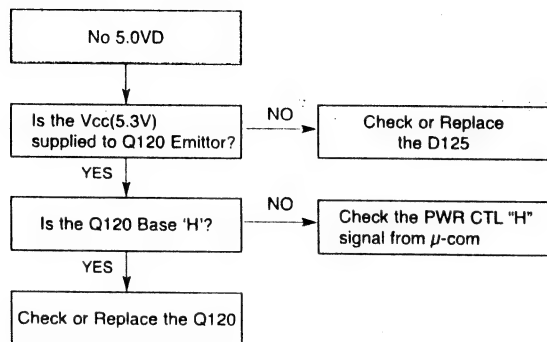 No 5.0VD
Is the Vcc(5.3V)
supplied to Q120 Emittor?
NO
Check or Replace
the D125
YES
Is the Q120 Base 'H'?
NO
Check the PWR CTL "H"
signal from μ-com
YES
Check or Replace the Q120